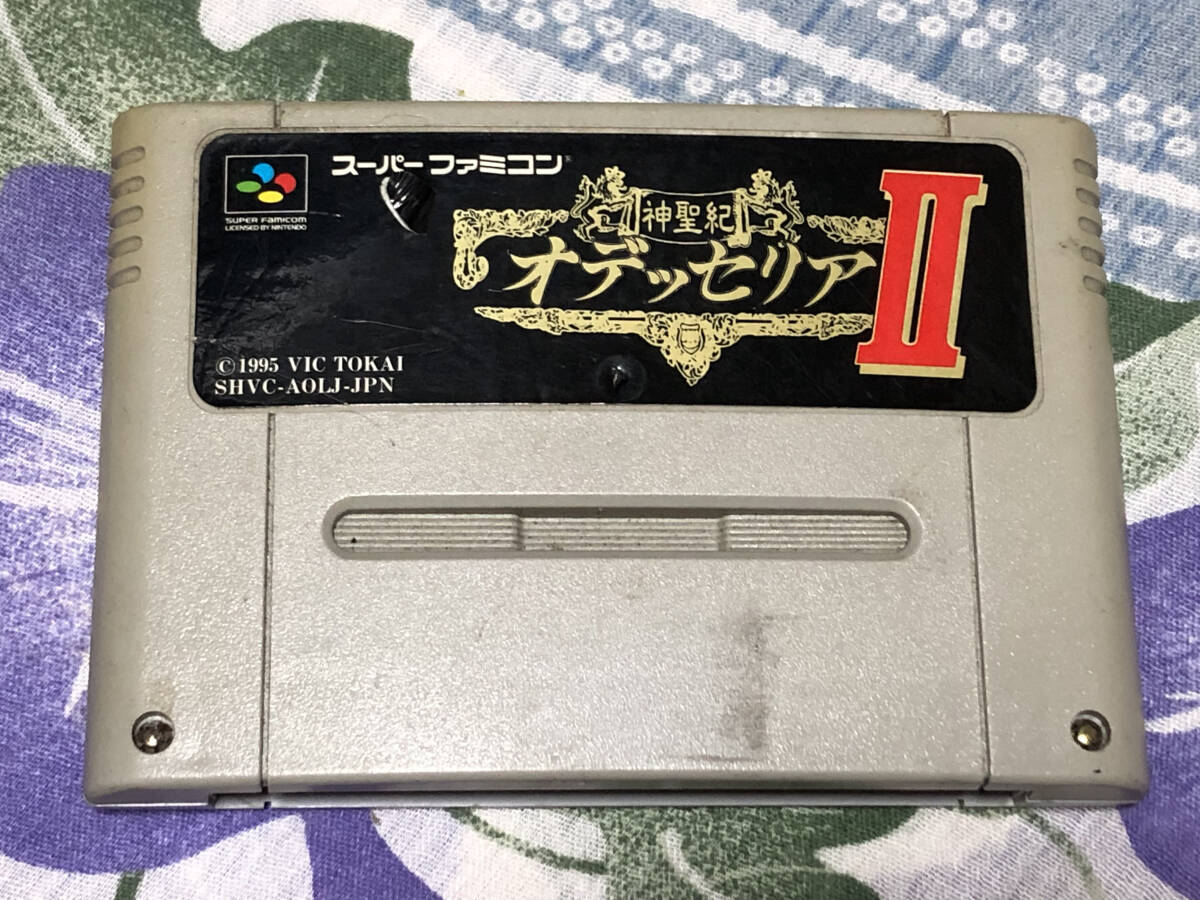 SUPER FAMICOM
LICENSED BY NINTENDO
スーパーファミコン®
神聖紀
オデッセリア
II
©1995 VIC TOKAI
SHVC-AOLJ-JPN